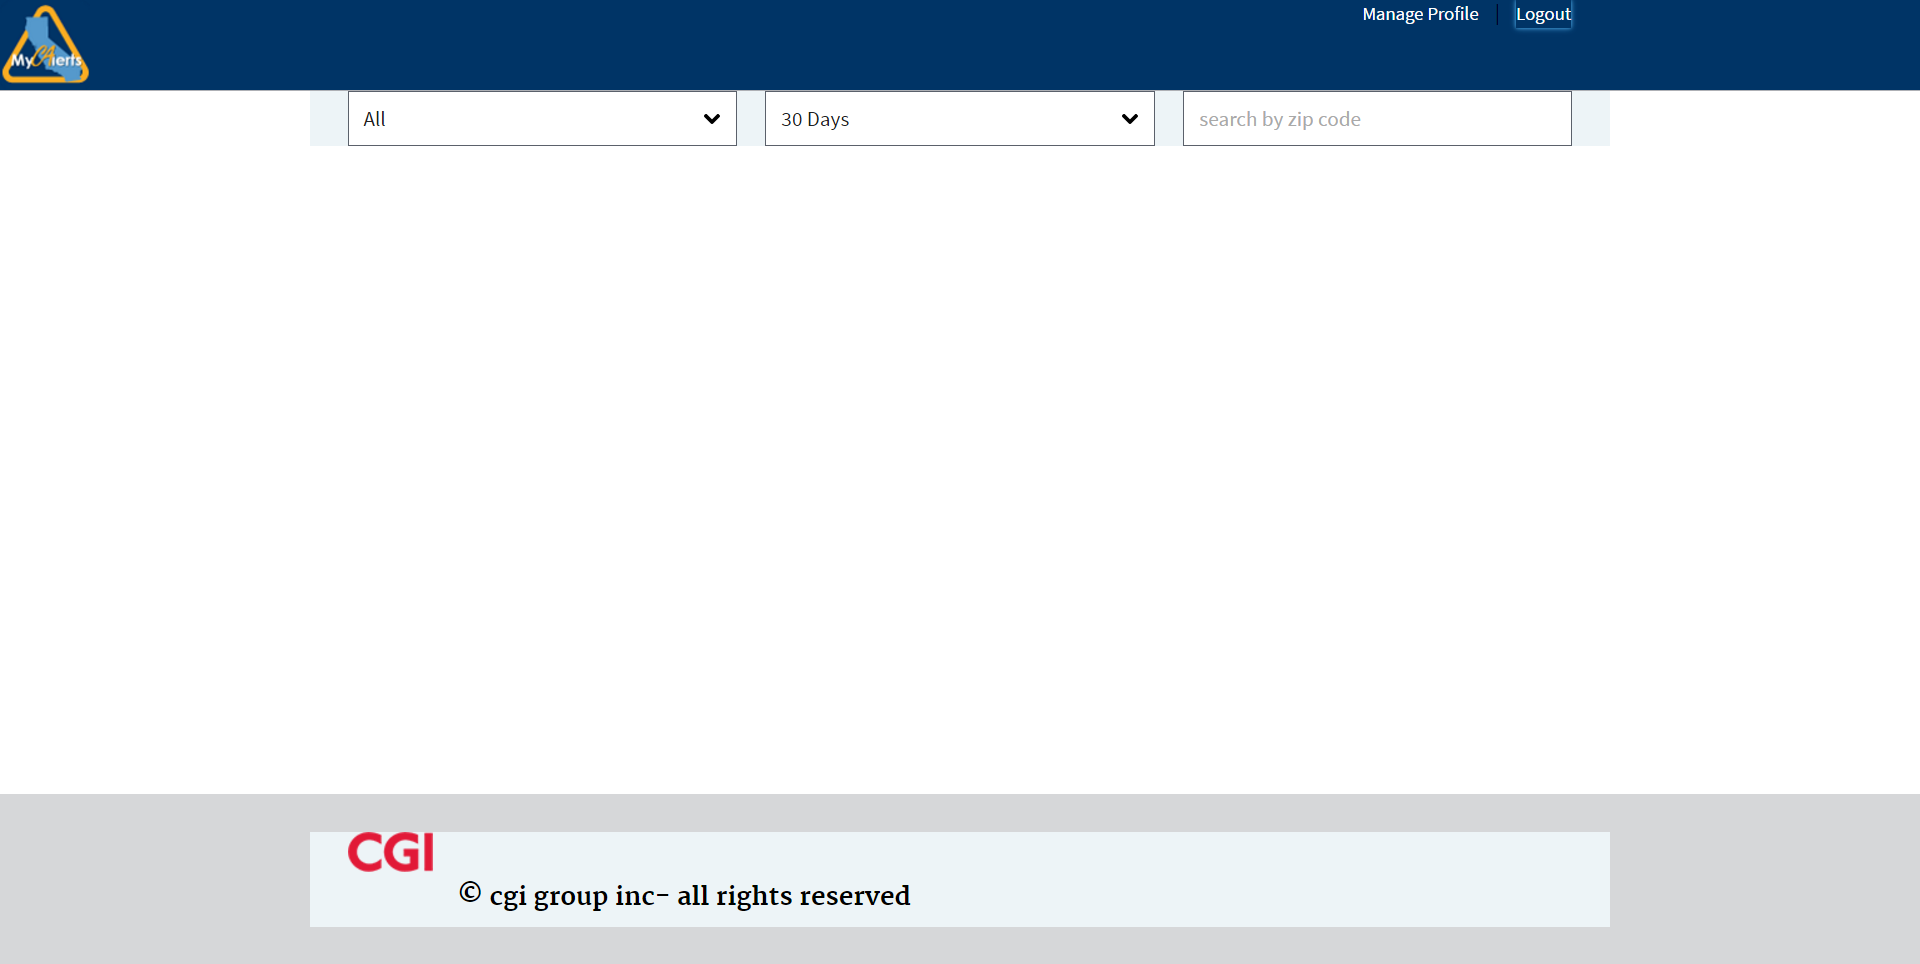 MyCAlerts
Manage Profile
Logout
All
30 Days
search by zip code
CGI
© cgi group inc- all rights reserved